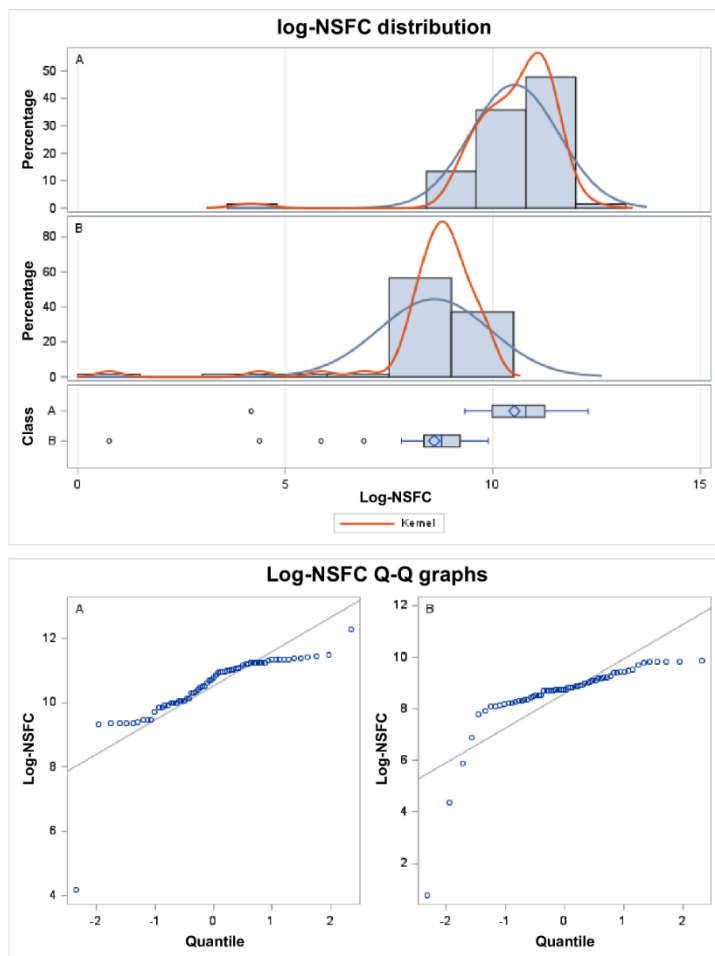 log-NSFC distribution
A
Percentage
50
40
30
20
10
0
B
Percentage
80
60
40
20
0
Class
A
B
0 5 10 15
Log-NSFC
Kernel
Log-NSFC Q-Q graphs
A
Log-NSFC
12
10
8
6
4
-2 -1 0 1 2
Quantile
B
Log-NSFC
12
10
8
6
4
2
-2 -1 0 1 2
Quantile